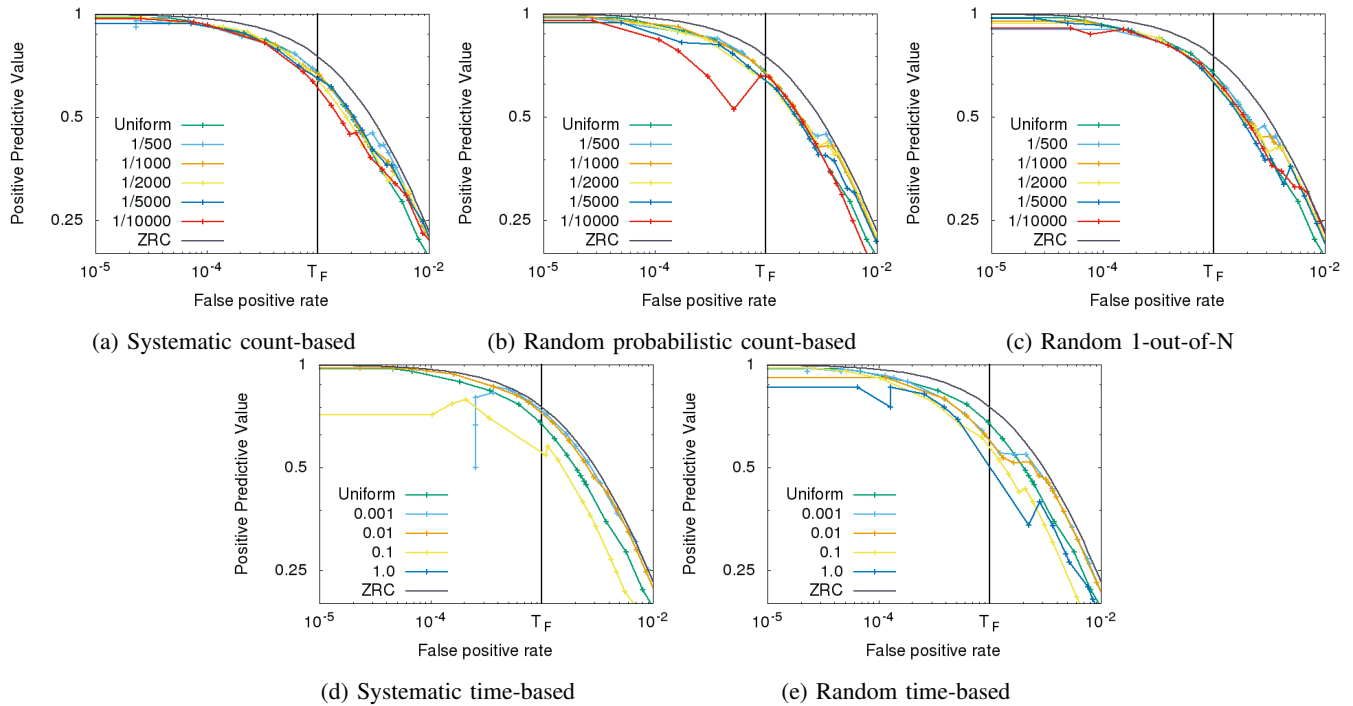 Positive Predictive Value
1
0.5
0.25
Uniform
1/500
1/1000
1/2000
1/5000
1/10000
ZRC
10^-5
10^-4
T_F
10^-2
False positive rate
(a) Systematic count-based
Positive Predictive Value
1
0.5
0.25
Uniform
1/500
1/1000
1/2000
1/5000
1/10000
ZRC
10^-5
10^-4
T_F
10^-2
False positive rate
(b) Random probabilistic count-based
Positive Predictive Value
1
0.5
0.25
Uniform
1/500
1/1000
1/2000
1/5000
1/10000
ZRC
10^-5
10^-4
T_F
10^-2
False positive rate
(c) Random 1-out-of-N
Positive Predictive Value
1
0.5
0.25
Uniform
0.001
0.01
0.1
1.0
ZRC
10^-5
10^-4
T_F
10^-2
False positive rate
(d) Systematic time-based
Positive Predictive Value
1
0.5
0.25
Uniform
0.001
0.01
0.1
1.0
ZRC
10^-5
10^-4
T_F
10^-2
False positive rate
(e) Random time-based